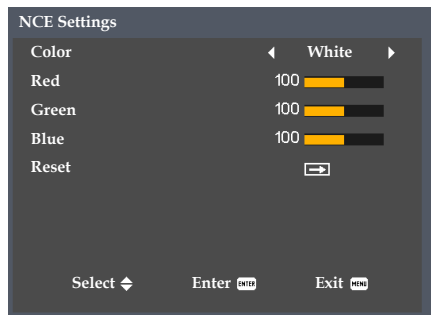 NCE Settings
Color White
Red 100
Green 100
Blue 100
Reset
Select Enter ENTER Exit MENU